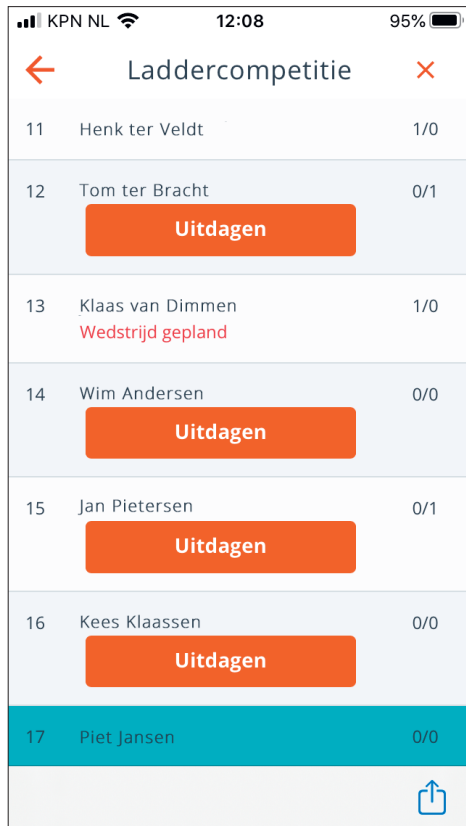 KPN NL 12:08 95%
Laddercompetitie
11 Henk ter Veldt 1/0
12 Tom ter Bracht 0/1
Uitdagen
13 Klaas van Dimmen 1/0
Wedstrijd gepland
14 Wim Andersen 0/0
Uitdagen
15 Jan Pietersen 0/1
Uitdagen
16 Kees Klaassen 0/0
Uitdagen
17 Piet Jansen 0/0